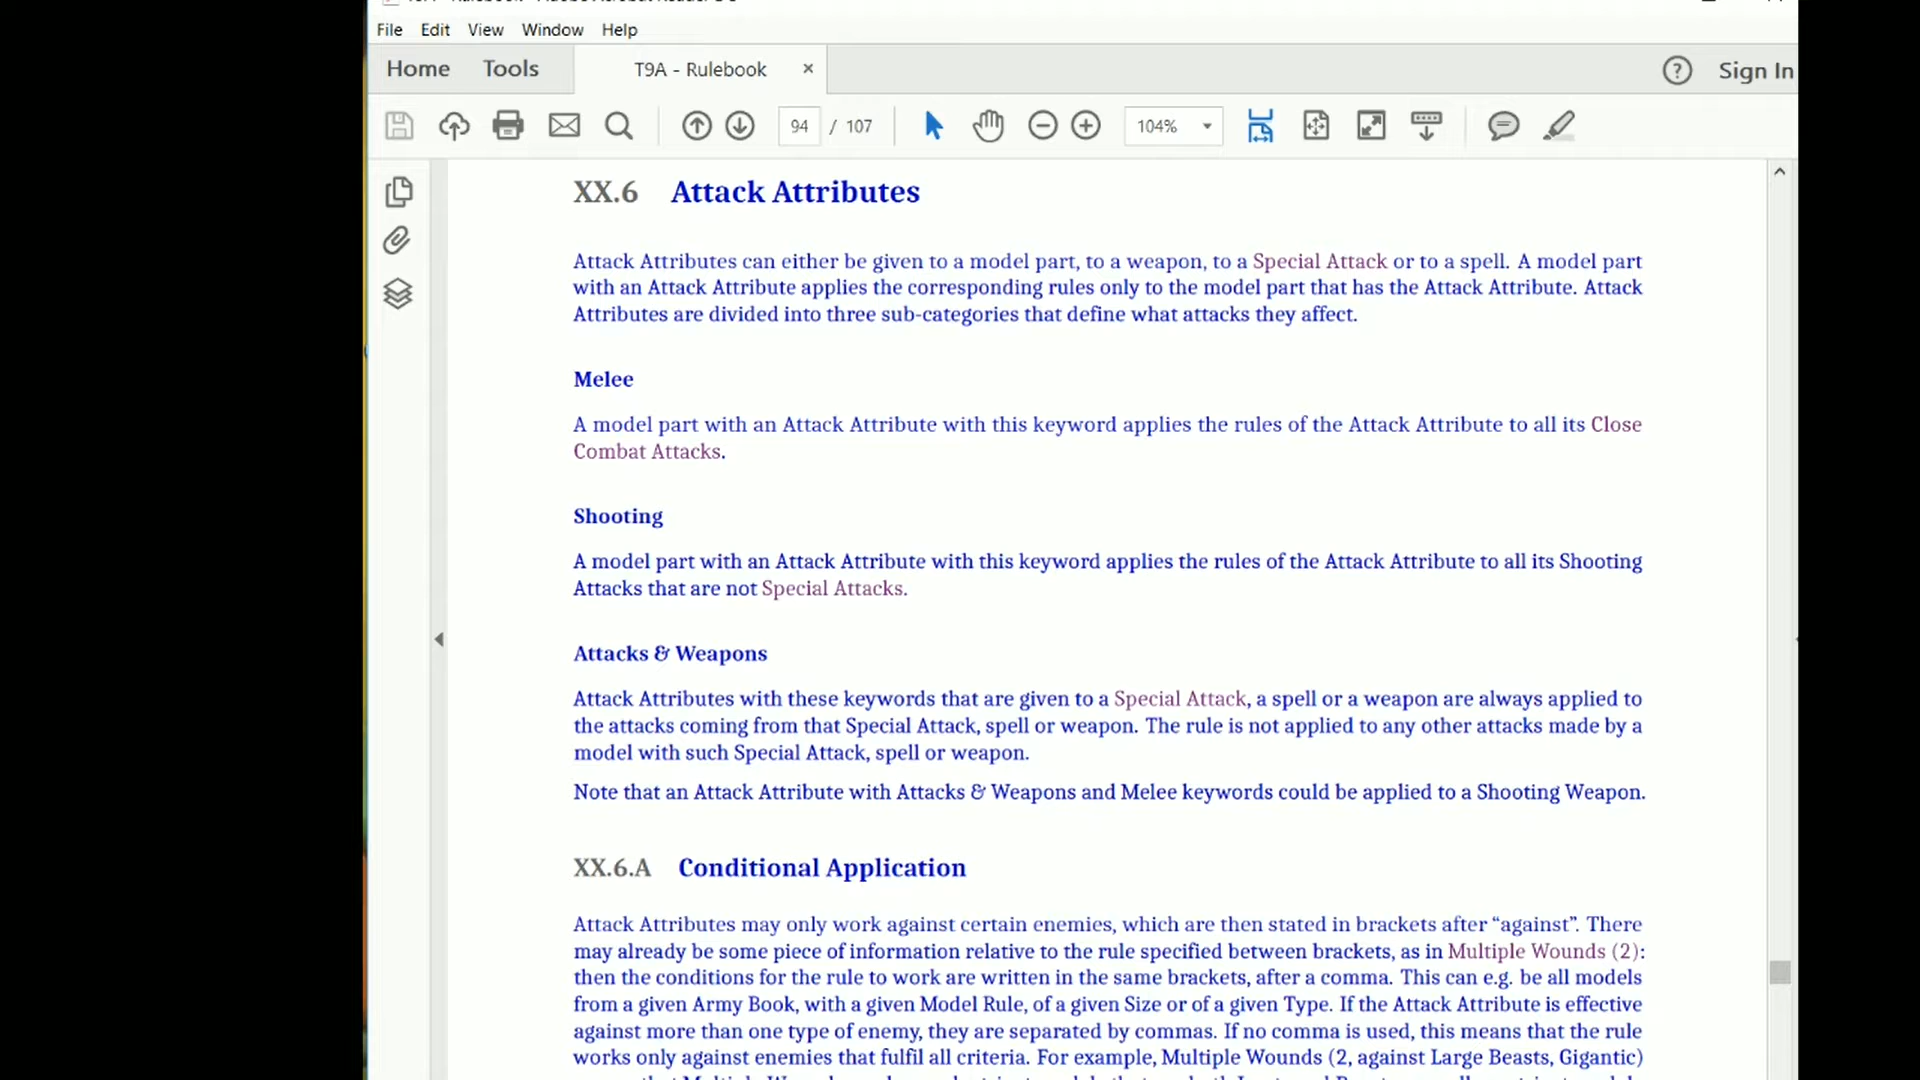 File Edit View Window Help
Home Tools T9A - Rulebook × ? Sign In
94 / 107 104%
XX.6 Attack Attributes
Attack Attributes can either be given to a model part, to a weapon, to a Special Attack or to a spell. A model part
with an Attack Attribute applies the corresponding rules only to the model part that has the Attack Attribute. Attack
Attributes are divided into three sub-categories that define what attacks they affect.
Melee
A model part with an Attack Attribute with this keyword applies the rules of the Attack Attribute to all its Close
Combat Attacks.
Shooting
A model part with an Attack Attribute with this keyword applies the rules of the Attack Attribute to all its Shooting
Attacks that are not Special Attacks.
Attacks & Weapons
Attack Attributes with these keywords that are given to a Special Attack, a spell or a weapon are always applied to
the attacks coming from that Special Attack, spell or weapon. The rule is not applied to any other attacks made by a
model with such Special Attack, spell or weapon.
Note that an Attack Attribute with Attacks & Weapons and Melee keywords could be applied to a Shooting Weapon.
XX.6.A Conditional Application
Attack Attributes may only work against certain enemies, which are then stated in brackets after “against”. There
may already be some piece of information relative to the rule specified between brackets, as in Multiple Wounds (2):
then the conditions for the rule to work are written in the same brackets, after a comma. This can e.g. be all models
from a given Army Book, with a given Model Rule, of a given Size or of a given Type. If the Attack Attribute is effective
against more than one type of enemy, they are separated by commas. If no comma is used, this means that the rule
works only against enemies that fulfil all criteria. For example, Multiple Wounds (2, against Large Beasts, Gigantic)